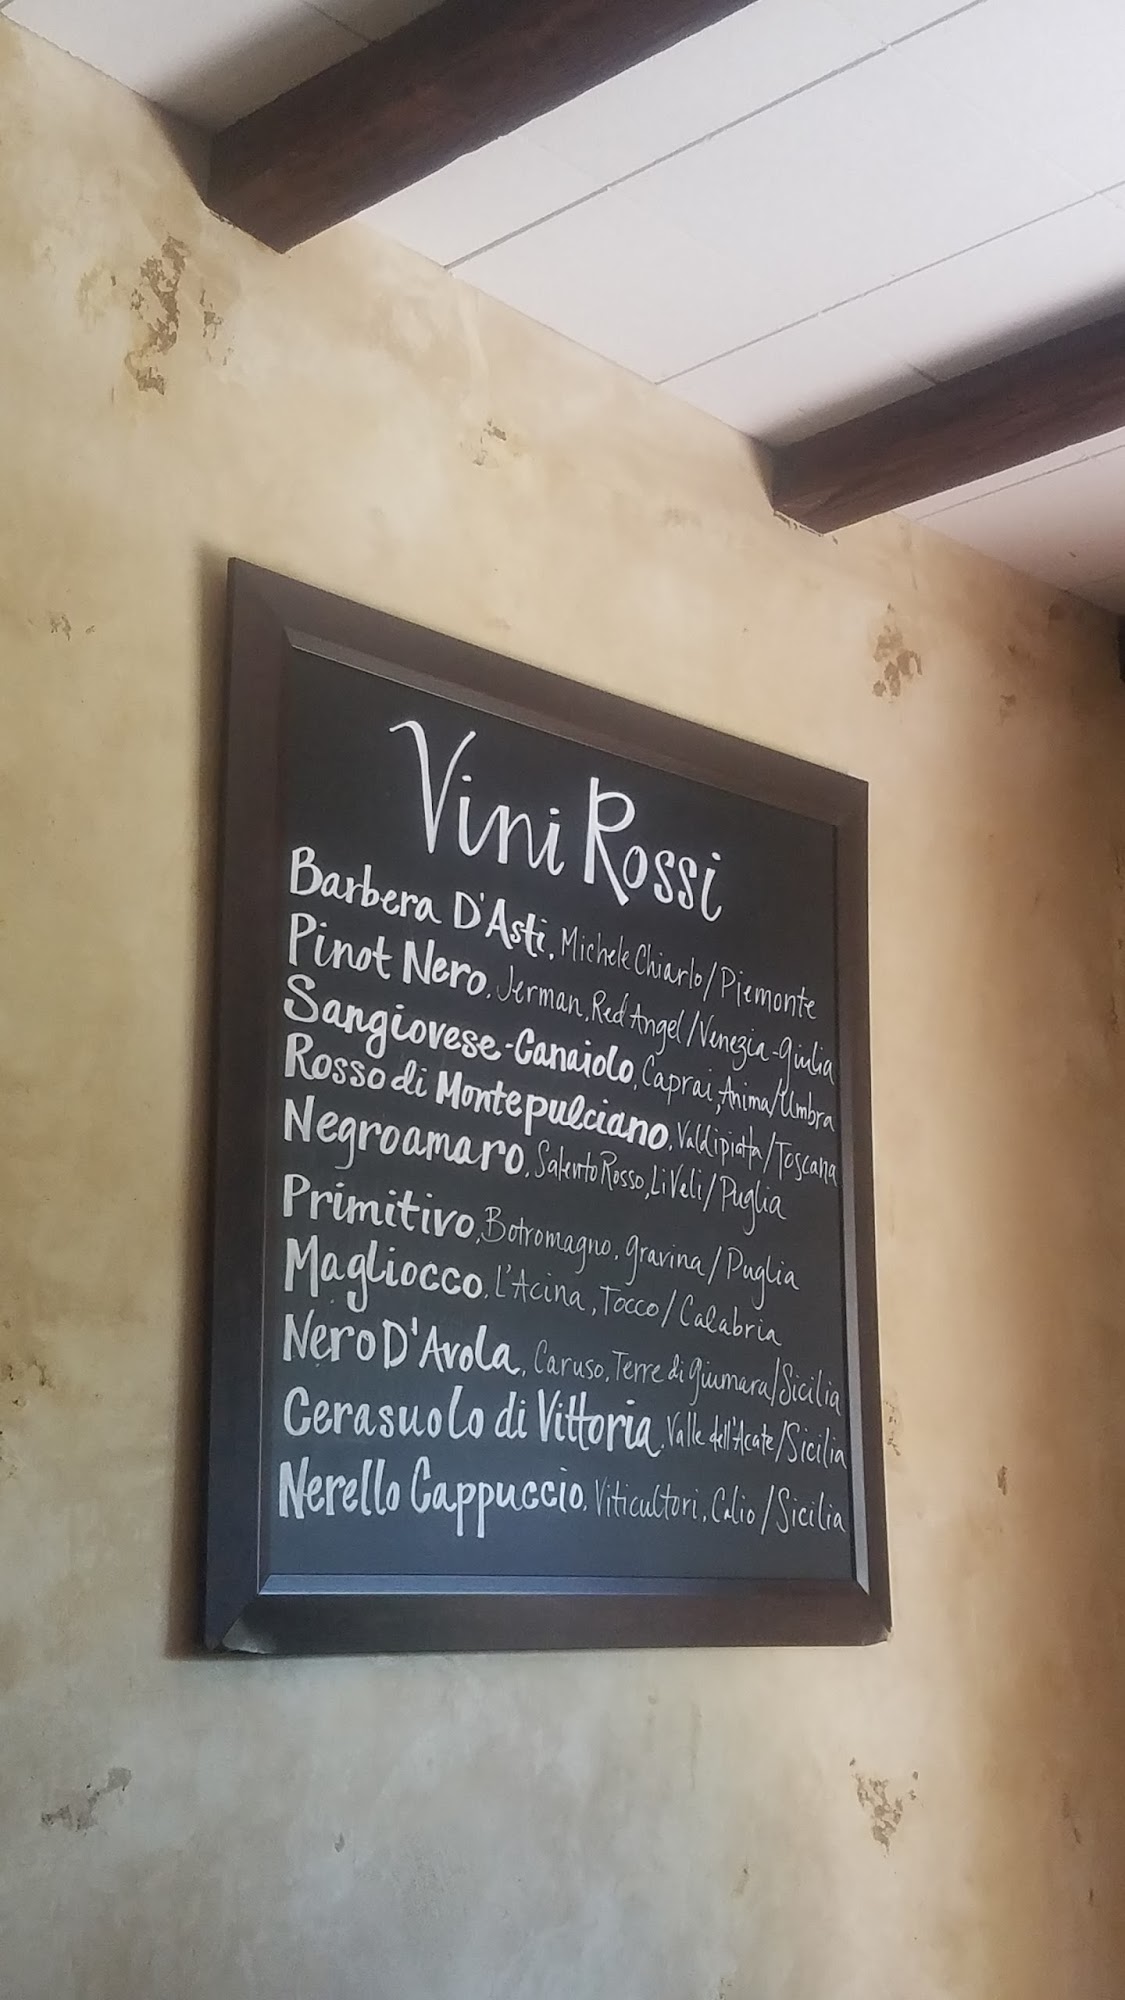 Vini Rossi
Barbera D'Asti, Michele Chiarlo/Piemonte
Pinot Nero, Jerman, Red Angel/Venezia-giulia
Sangiovese-Canaiolo, Caprai, Anima/Umbra
Rosso di Montepulciano, Valdipiatta/Toscana
Negroamaro, Salento Rosso, Li Veli/Puglia
Primitivo, Botromagno, gravina/Puglia
Magliocco, L'Acina, Tocco/Calabria
Nero D'Avola, Caruso, Terre di giumara/Sicilia
Cerasuolo di Vittoria, Valle dell'Acate/Sicilia
Nerello Cappuccio, Viticultori, Calio/Sicilia